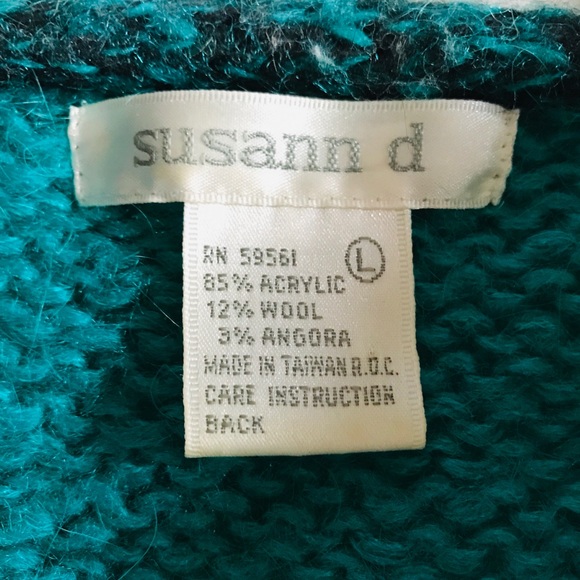 susann d
RN 59561 L
85% ACRYLIC
12% WOOL
3% ANGORA
MADE IN TAIWAN R.O.C.
CARE INSTRUCTION
BACK